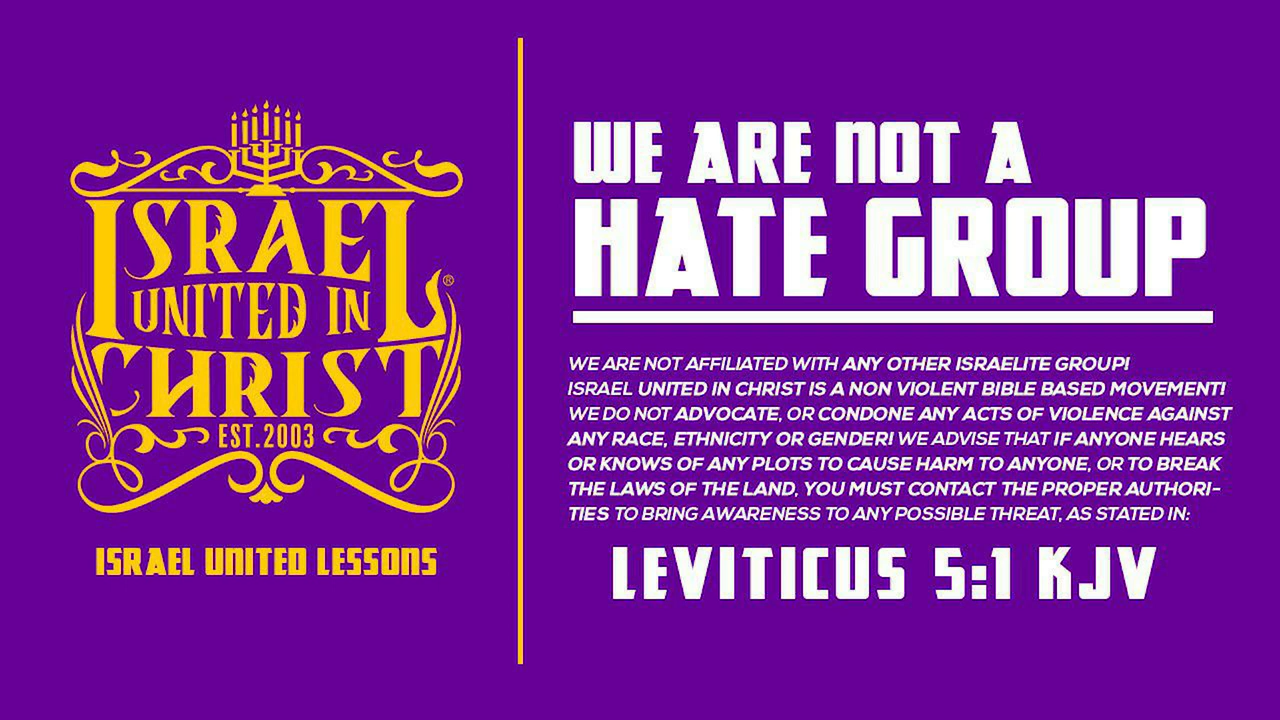 ISRAEL
UNITED IN
CHRIST®
EST.2003
ISRAEL UNITED LESSONS
WE ARE NOT A
HATE GROUP
WE ARE NOT AFFILIATED WITH ANY OTHER ISRAELITE GROUP!
ISRAEL UNITED IN CHRIST IS A NON VIOLENT BIBLE BASED MOVEMENT!
WE DO NOT ADVOCATE, OR CONDONE ANY ACTS OF VIOLENCE AGAINST
ANY RACE, ETHNICITY OR GENDER! WE ADVISE THAT IF ANYONE HEARS
OR KNOWS OF ANY PLOTS TO CAUSE HARM TO ANYONE, OR TO BREAK
THE LAWS OF THE LAND, YOU MUST CONTACT THE PROPER AUTHORI-
TIES TO BRING AWARENESS TO ANY POSSIBLE THREAT, AS STATED IN:
LEVITICUS 5:1 KJV